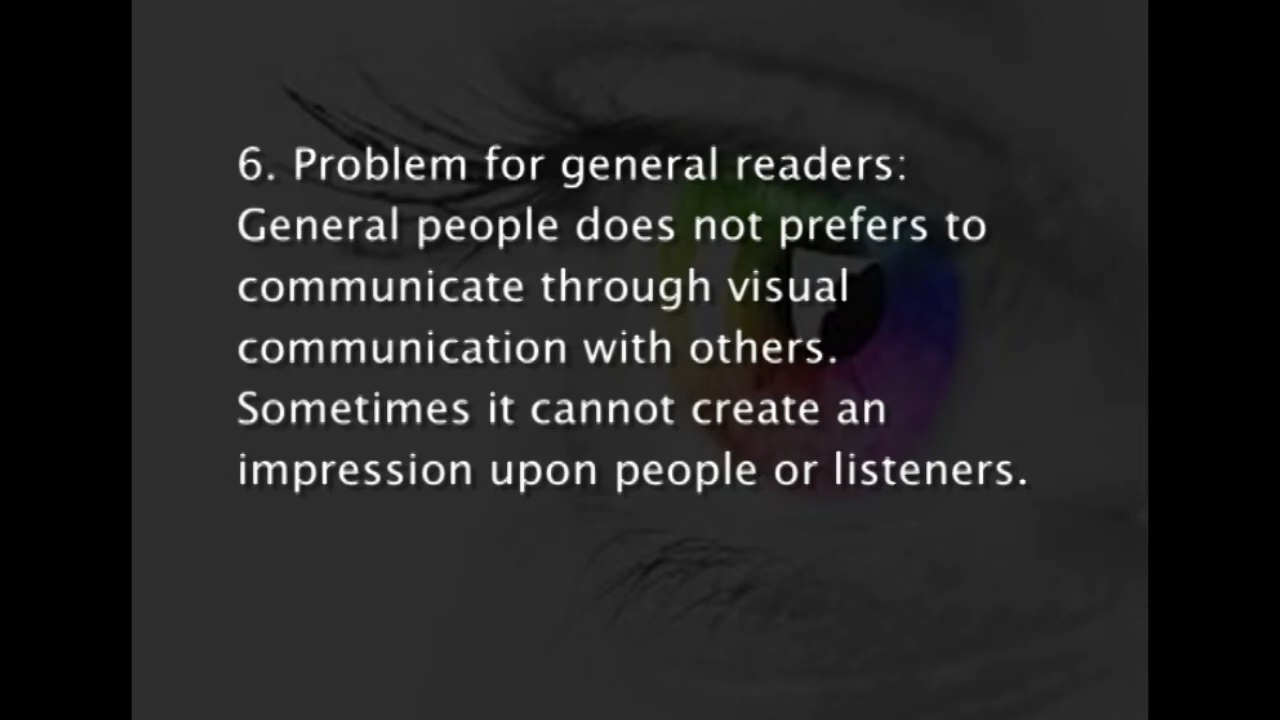 6. Problem for general readers:
General people does not prefers to
communicate through visual
communication with others.
Sometimes it cannot create an
impression upon people or listeners.